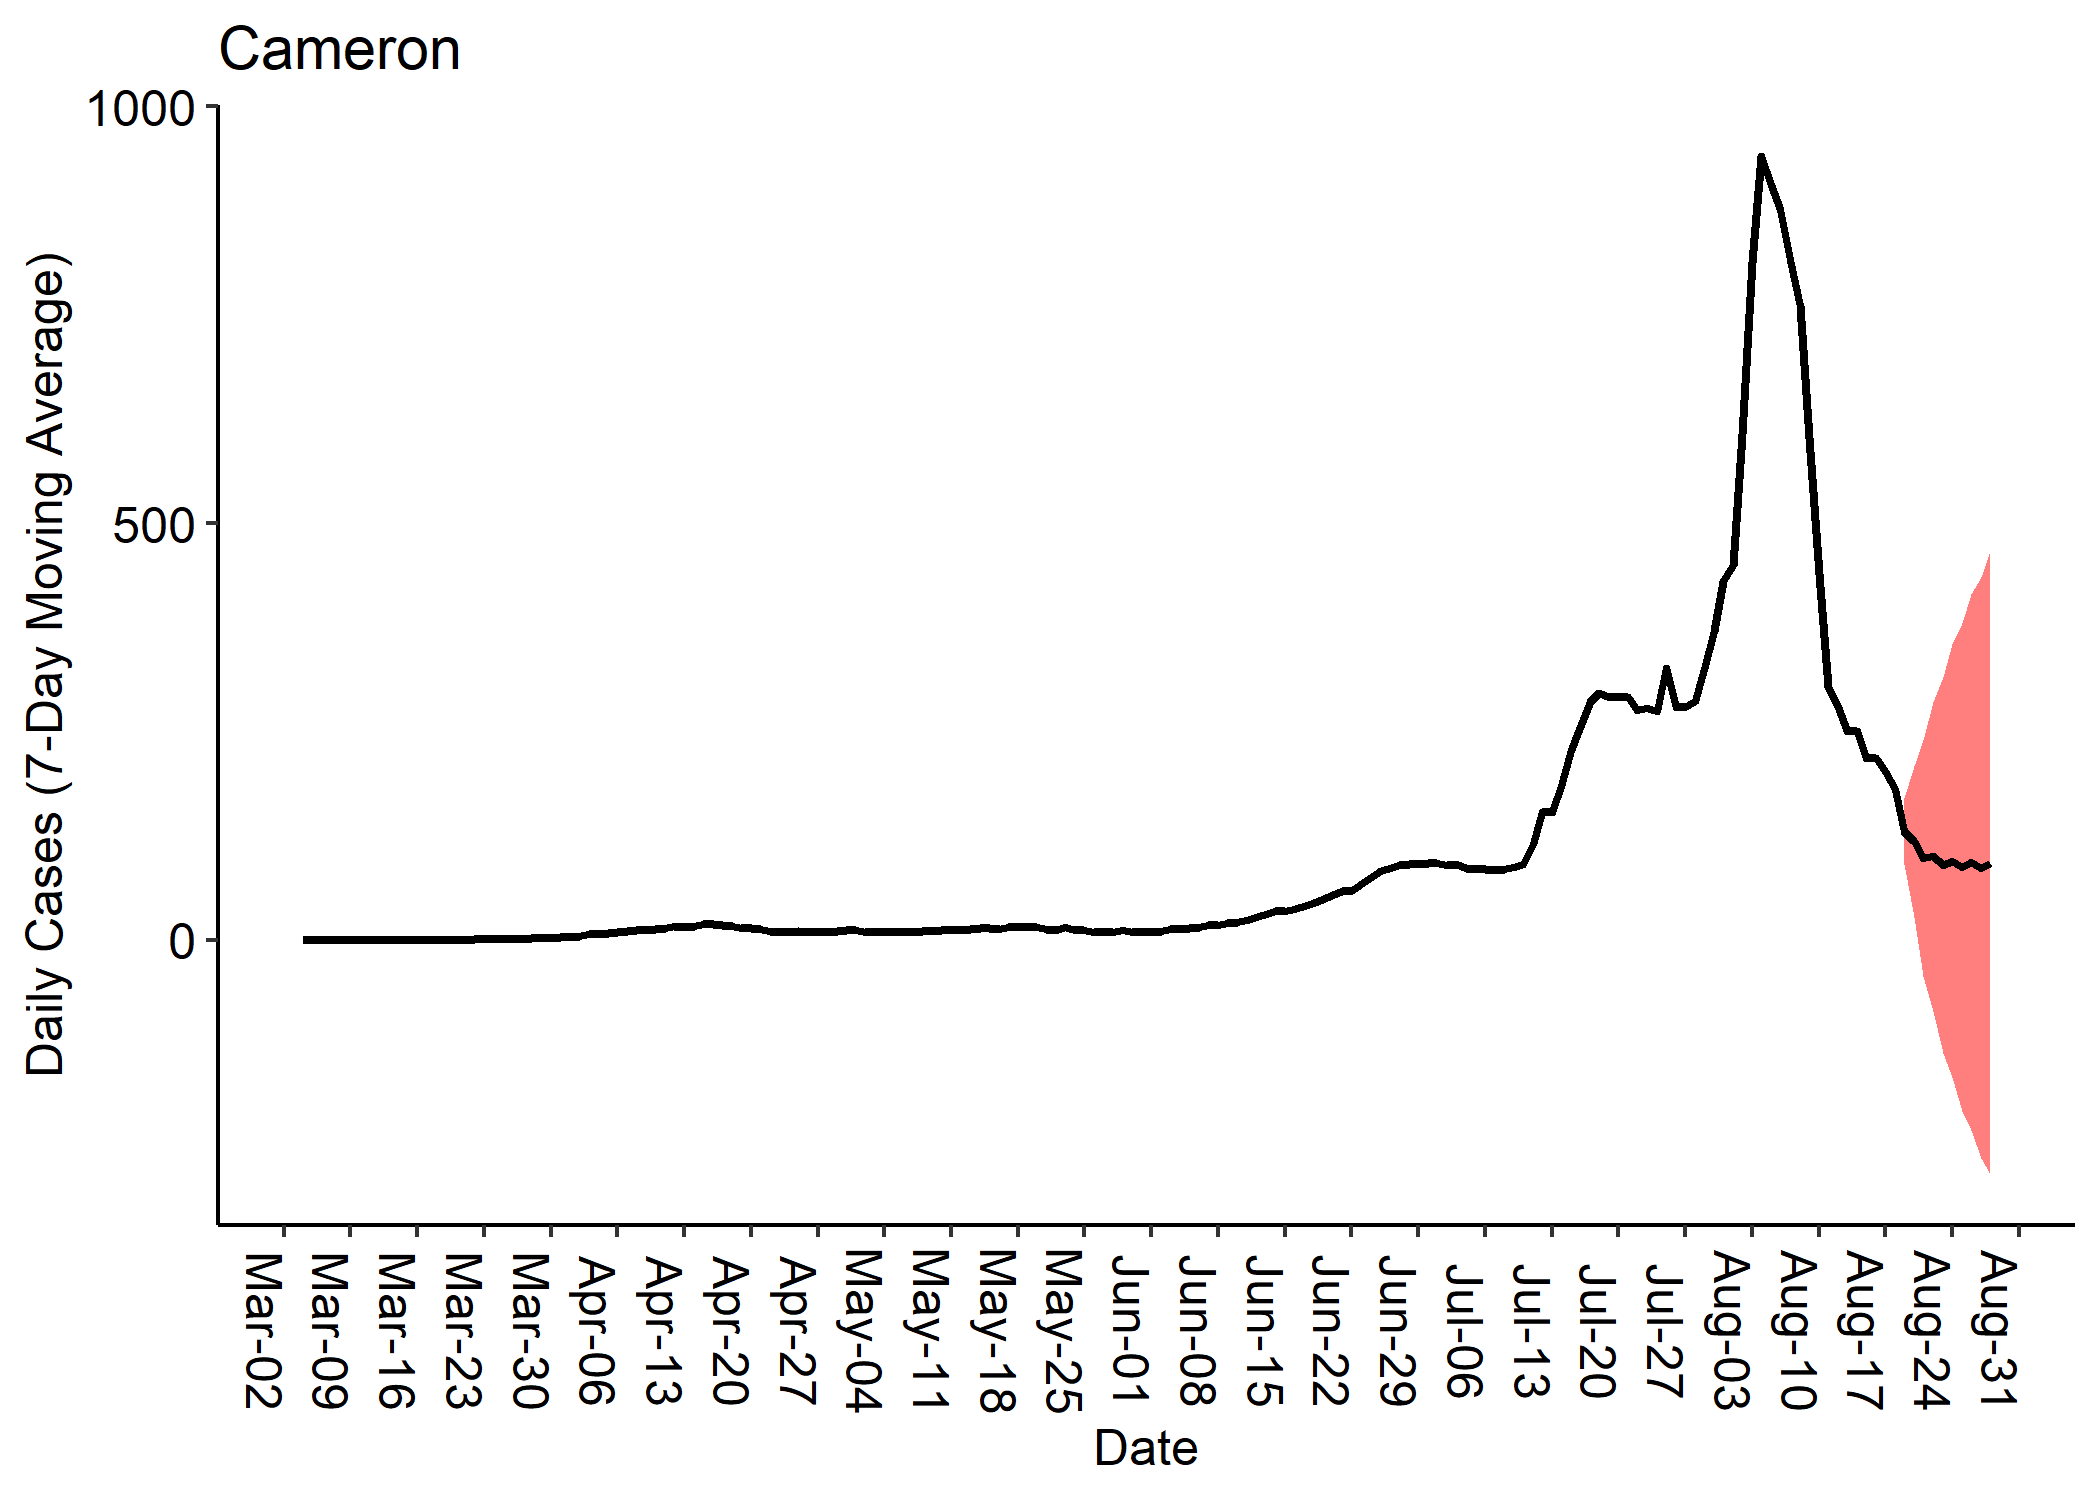 Cameron
1000
500
0
Daily Cases (7-Day Moving Average)
Mar-02
Mar-09
Mar-16
Mar-23
Mar-30
Apr-06
Apr-13
Apr-20
Apr-27
May-04
May-11
May-18
May-25
Jun-01
Jun-08
Jun-15
Jun-22
Jun-29
Jul-06
Jul-13
Jul-20
Jul-27
Aug-03
Aug-10
Aug-17
Aug-24
Aug-31
Date